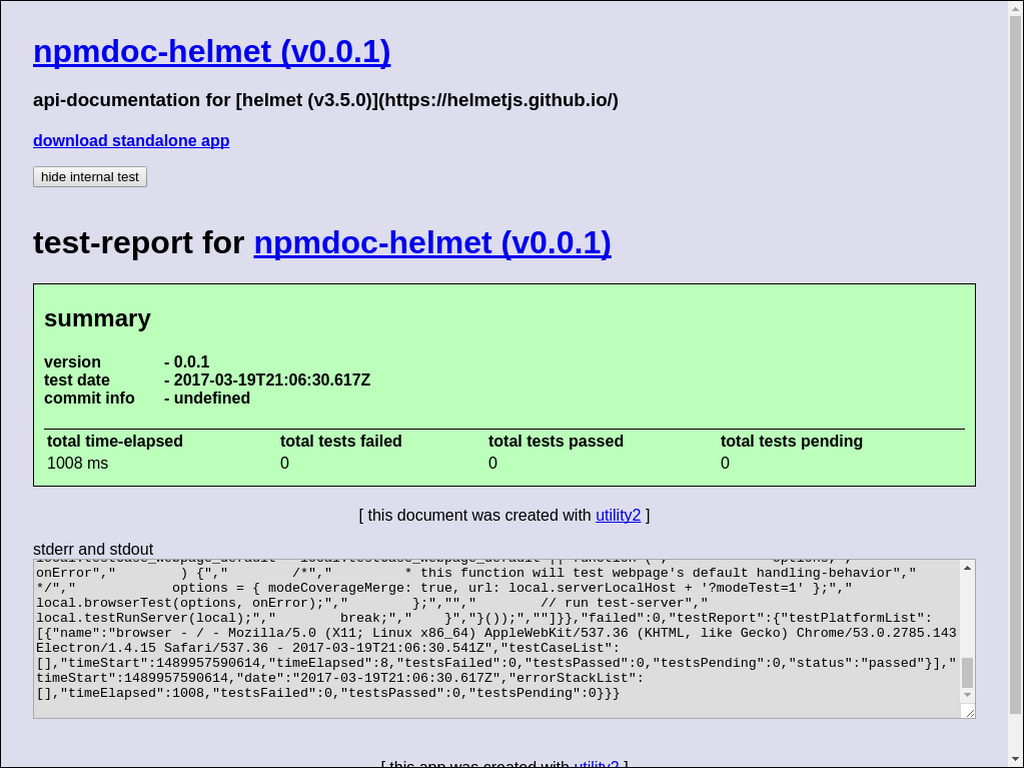 npmdoc-helmet (v0.0.1)
api-documentation for [helmet (v3.5.0)](https://helmetjs.github.io/)
download standalone app
hide internal test
test-report for npmdoc-helmet (v0.0.1)
summary
version - 0.0.1
test date - 2017-03-19T21:06:30.617Z
commit info - undefined
total time-elapsed total tests failed total tests passed total tests pending
1008 ms 0 0 0
[ this document was created with utility2 ]
stderr and stdout
local.testCase_webpage_default = local.testCase_webpage_default || function (","            options,","
onError","        ) {","        /*","         * this function will test webpage's default handling-behavior","
*/","            options = { modeCoverageMerge: true, url: local.serverLocalHost + '?modeTest=1' };","
local.browserTest(options, onError);","        };","","        // run test-server","
local.testRunServer(local);","        break;","    }","}());",""]}},"failed":0,"testReport":{"testPlatformList":
[{"name":"browser - / - Mozilla/5.0 (X11; Linux x86_64) AppleWebKit/537.36 (KHTML, like Gecko) Chrome/53.0.2785.143
Electron/1.4.15 Safari/537.36 - 2017-03-19T21:06:30.541Z","testCaseList":
[],"timeStart":1489957590614,"timeElapsed":8,"testsFailed":0,"testsPassed":0,"testsPending":0,"status":"passed"}],"
timeStart":1489957590614,"date":"2017-03-19T21:06:30.617Z","errorStackList":
[],"timeElapsed":1008,"testsFailed":0,"testsPassed":0,"testsPending":0}}}
[ this app was created with utility2 ]